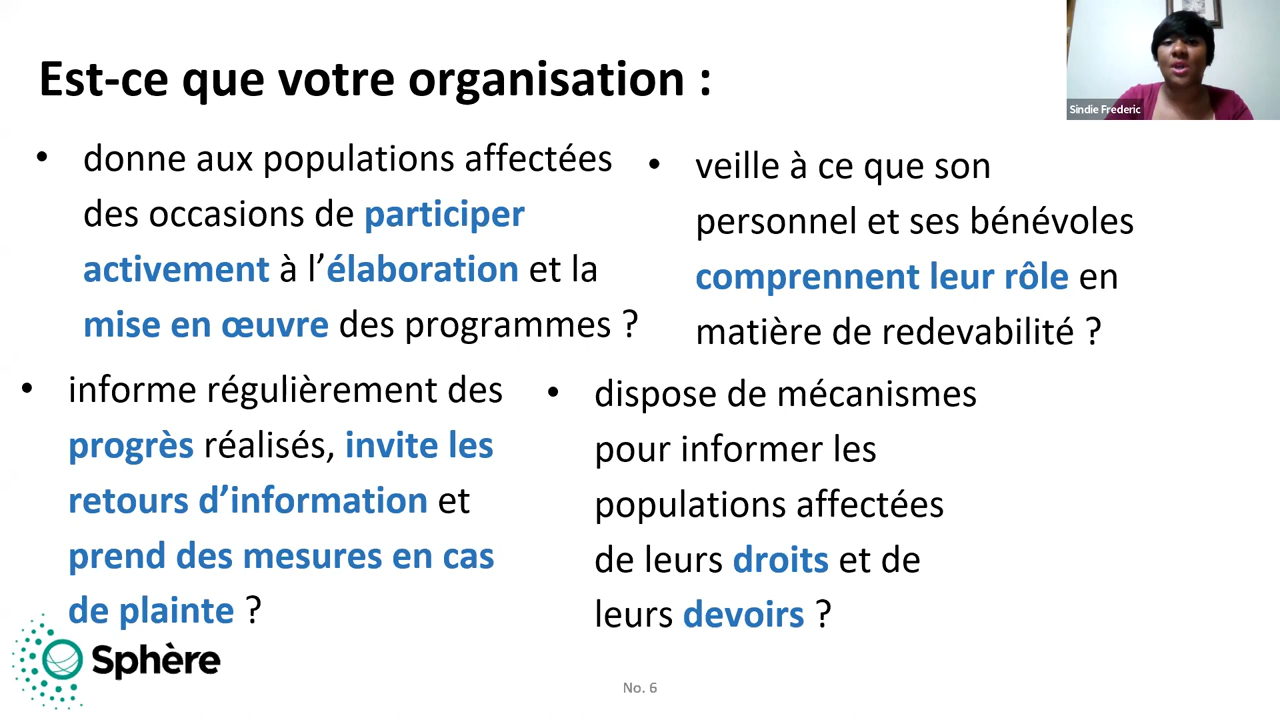 Est-ce que votre organisation :
Sindie Frederic
• donne aux populations affectées
des occasions de participer
activement à l’élaboration et la
mise en œuvre des programmes ?
• veille à ce que son
personnel et ses bénévoles
comprennent leur rôle en
matière de redevabilité ?
• informe régulièrement des
progrès réalisés, invite les
retours d’information et
prend des mesures en cas
de plainte ?
• dispose de mécanismes
pour informer les
populations affectées
de leurs droits et de
leurs devoirs ?
Sphère
No. 6